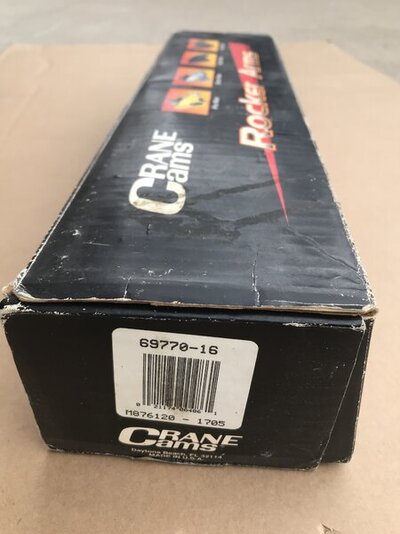 Rocker Arms
CRANE
Cams
69770-16
M876120 - 1705
CRANE
Cams
Daytona Beach, FL 32114
MADE IN U.S.A.